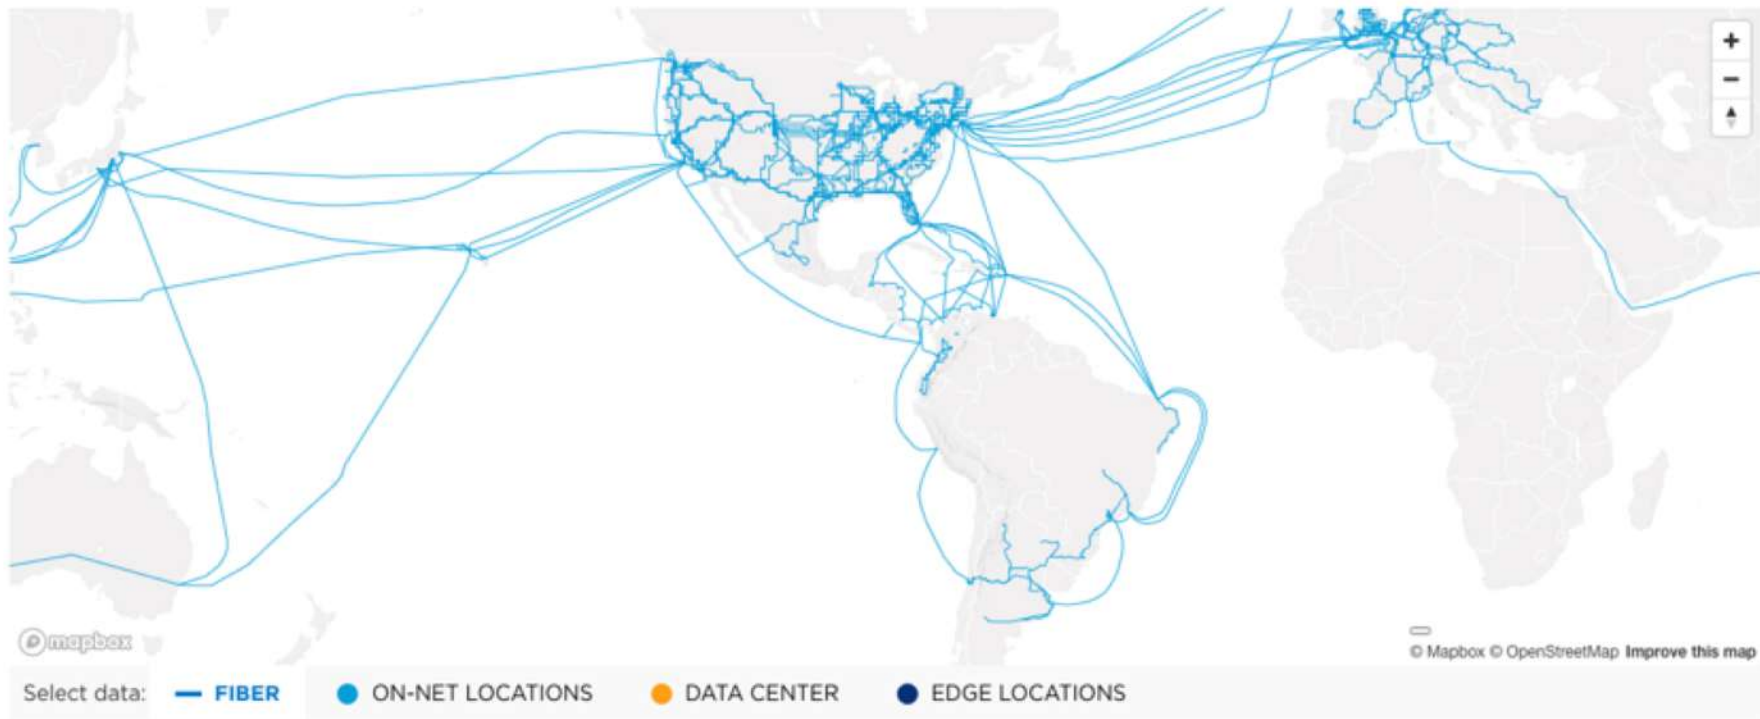 +
−
mapbox
© Mapbox © OpenStreetMap Improve this map
Select data: FIBER ON-NET LOCATIONS DATA CENTER EDGE LOCATIONS